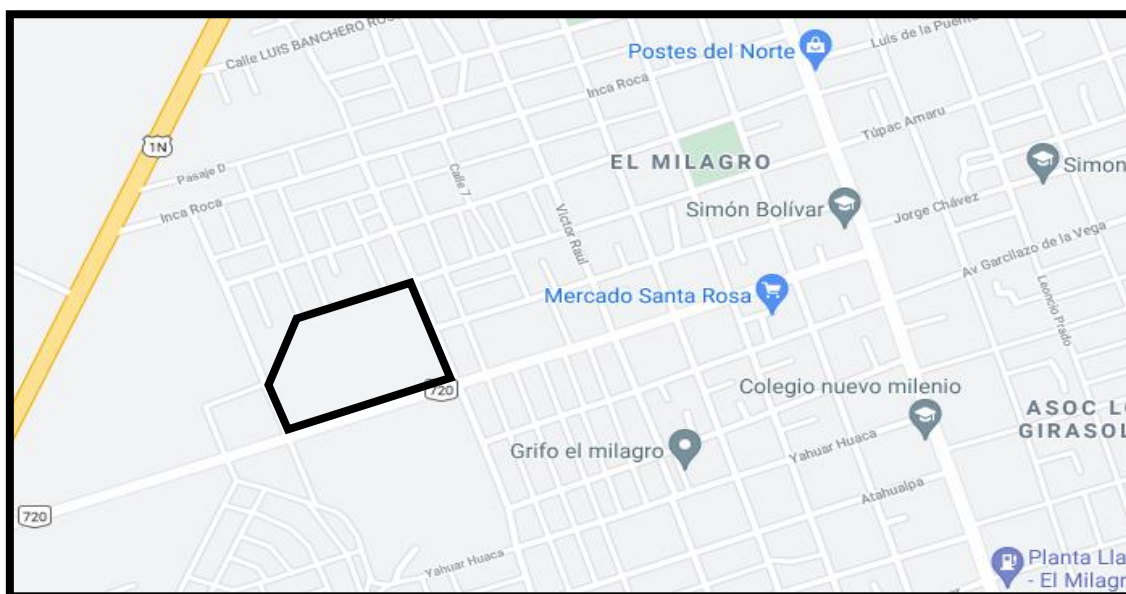 Calle LUIS BANCHERO ROS
Postes del Norte
Luis de la Puente
1N
Inca Roca
Túpac Amaru
Pasaje D
EL MILAGRO
Calle 7
Simon
Inca Roca
Simón Bolívar
Jorge Chávez
Víctor Raul
Av Garcilazo de la Vega
Mercado Santa Rosa
Leoncio Prado
720
Colegio nuevo milenio
ASOC LO
GIRASOL
Grifo el milagro
Yahuar Huaca
Atahualpa
720
Yahuar Huaca
Planta Lla
- El Milagr